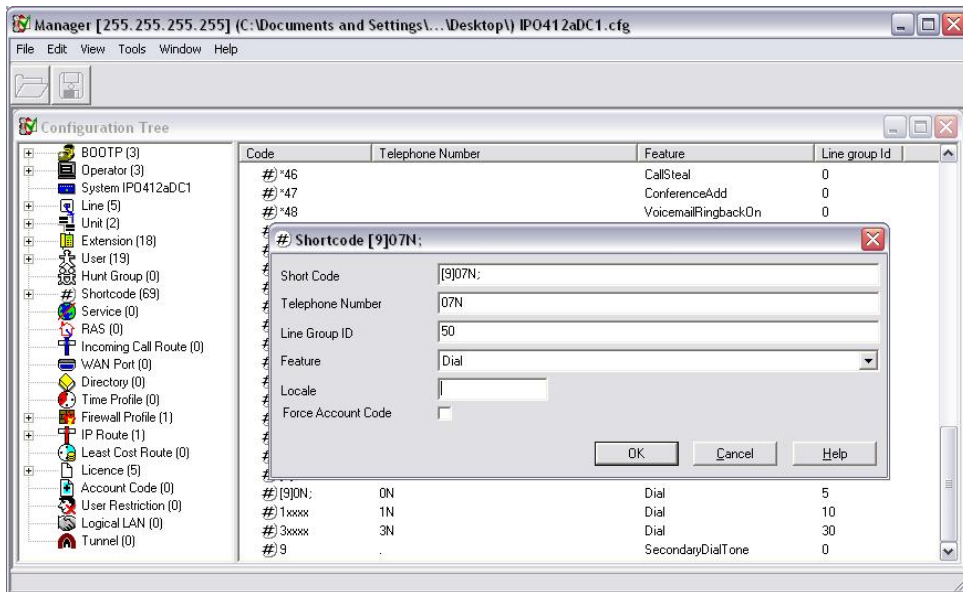 Manager [255.255.255.255] (C:\Documents and Settings\...\Desktop\) IPO412aDC1.cfg
File Edit View Tools Window Help
Configuration Tree
BOOTP (3)
Operator (3)
System IPO412aDC1
Line (5)
Unit (2)
Extension (18)
User (19)
Hunt Group (0)
Shortcode (69)
Service (0)
RAS (0)
Incoming Call Route (0)
WAN Port (0)
Directory (0)
Time Profile (0)
Firewall Profile (1)
IP Route (1)
Least Cost Route (0)
Licence (5)
Account Code (0)
User Restriction (0)
Logical LAN (0)
Tunnel (0)
Code Telephone Number Feature Line group Id
*46 CallSteal 0
*47 ConferenceAdd 0
*48 VoicemailRingbackOn 0
Shortcode [9]07N;
Short Code [9]07N;
Telephone Number 07N
Line Group ID 50
Feature Dial
Locale
Force Account Code
OK Cancel Help
[9]0N; 0N Dial 5
1xxxx 1N Dial 10
3xxxx 3N Dial 30
9 . SecondaryDialTone 0